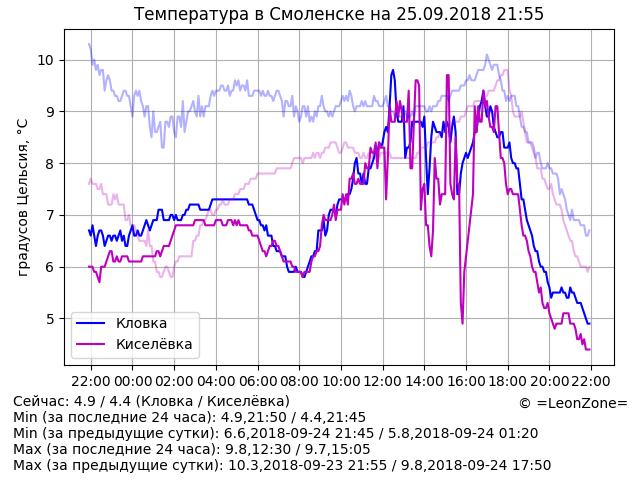 Температура в Смоленске на 25.09.2018 21:55
градусов Цельсия, °C
10
9
8
7
6
5
Кловка
Киселёвка
22:00 00:00 02:00 04:00 06:00 08:00 10:00 12:00 14:00 16:00 18:00 20:00 22:00
Сейчас: 4.9 / 4.4 (Кловка / Киселёвка)
© =LeonZone=
Min (за последние 24 часа): 4.9,21:50 / 4.4,21:45
Min (за предыдущие сутки): 6.6,2018-09-24 21:45 / 5.8,2018-09-24 01:20
Max (за последние 24 часа): 9.8,12:30 / 9.7,15:05
Max (за предыдущие сутки): 10.3,2018-09-23 21:55 / 9.8,2018-09-24 17:50